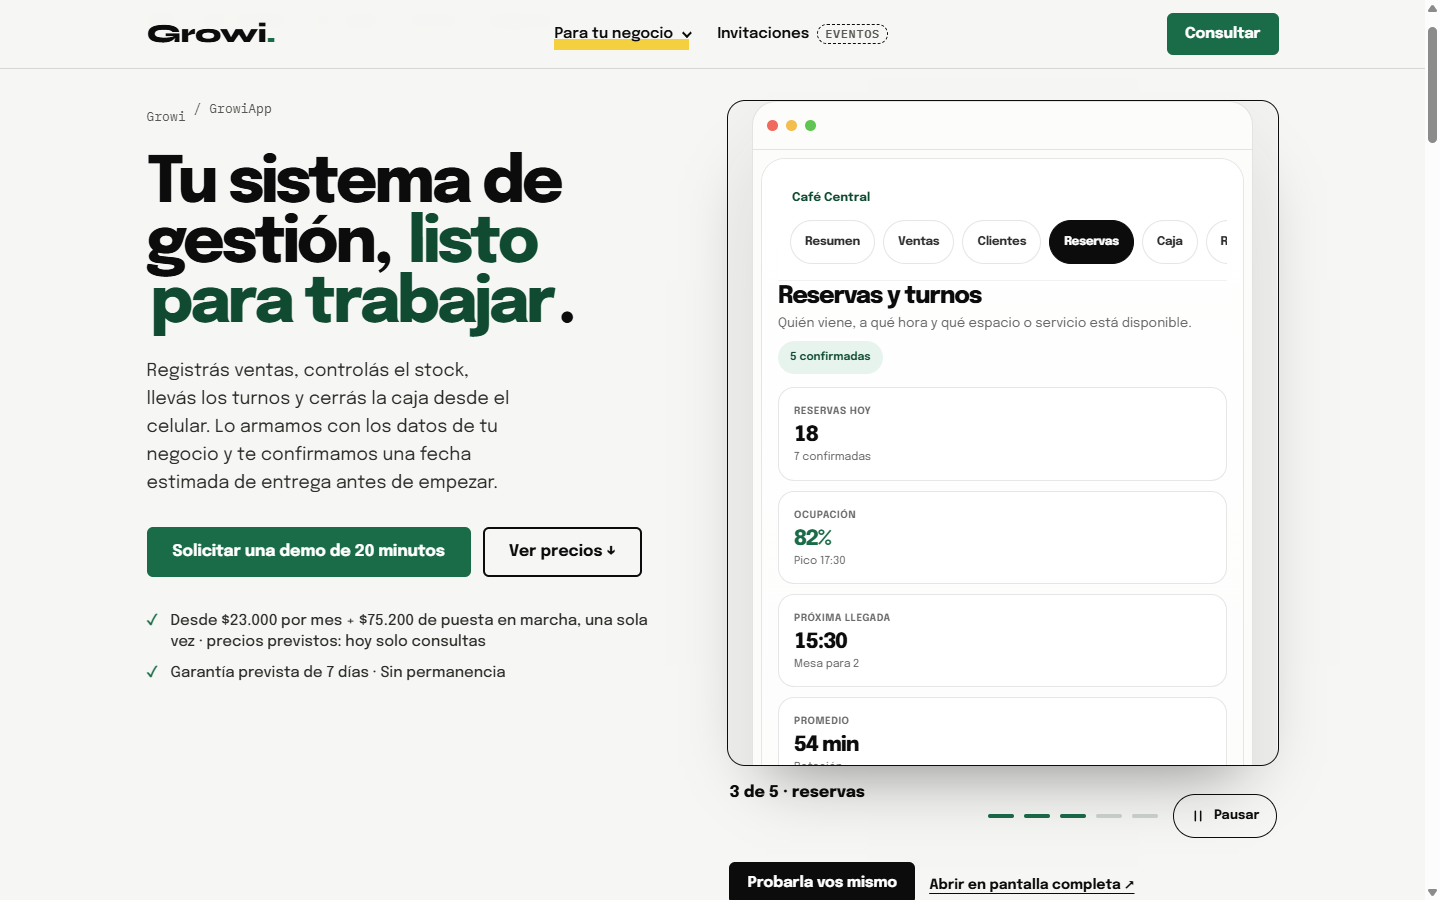 Growi.
Para tu negocio
Invitaciones EVENTOS
Consultar
Growi / GrowiApp
Tu sistema de
gestión, listo
para trabajar.
Registrás ventas, controlás el stock,
llevás los turnos y cerrás la caja desde el
celular. Lo armamos con los datos de tu
negocio y te confirmamos una fecha
estimada de entrega antes de empezar.
Solicitar una demo de 20 minutos
Ver precios ↓
✓ Desde $23.000 por mes + $75.200 de puesta en marcha, una sola
vez · precios previstos: hoy solo consultas
✓ Garantía prevista de 7 días · Sin permanencia
Café Central
Resumen Ventas Clientes Reservas Caja R
Reservas y turnos
Quién viene, a qué hora y qué espacio o servicio está disponible.
5 confirmadas
RESERVAS HOY
18
7 confirmadas
OCUPACIÓN
82%
Pico 17:30
PRÓXIMA LLEGADA
15:30
Mesa para 2
PROMEDIO
54 min
3 de 5 · reservas
Pausar
Probarla vos mismo
Abrir en pantalla completa ↗